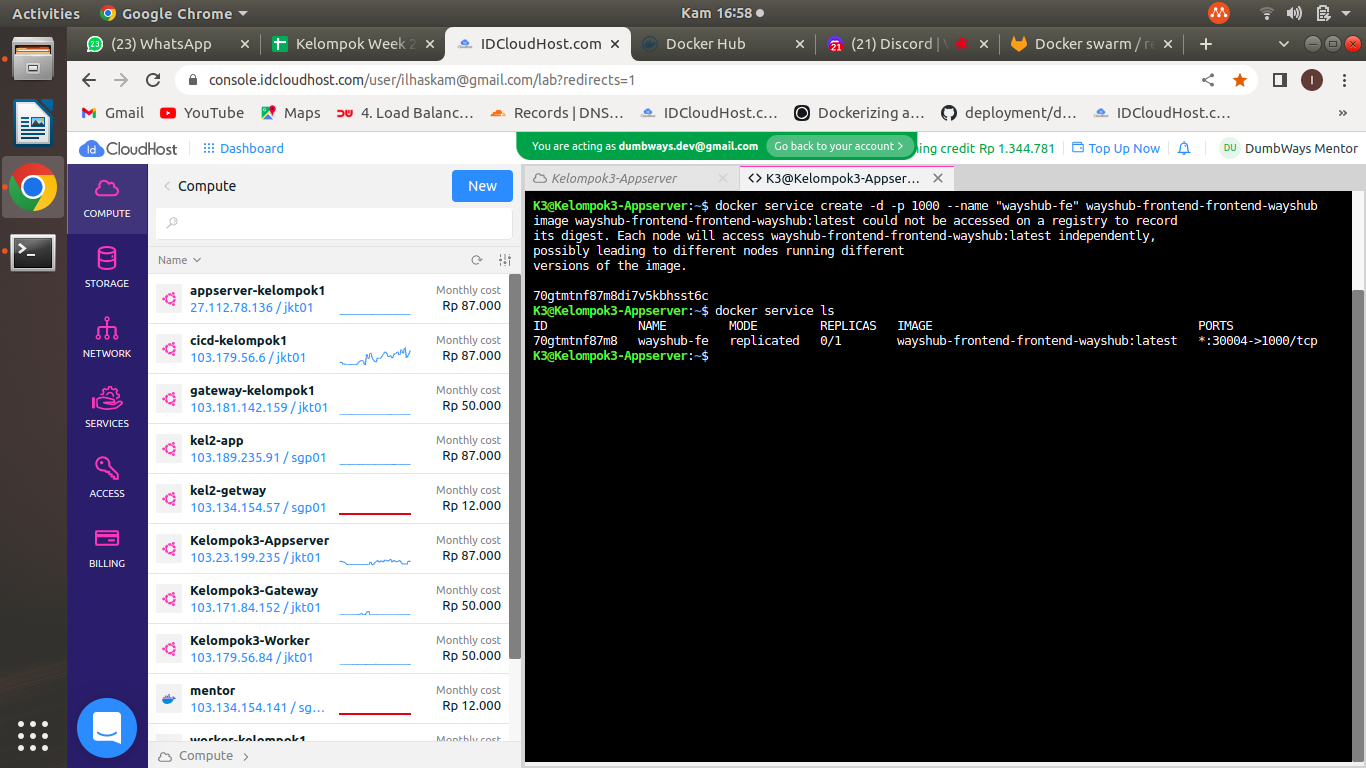 Activities
Google Chrome
Kam 16:58
(23) WhatsApp
Kelompok Week 2
IDCloudHost.com
Docker Hub
(21) Discord |
Docker swarm / re
console.idcloudhost.com/user/ilhaskam@gmail.com/lab?redirects=1
I
Gmail
YouTube
Maps
4. Load Balanc...
Records | DNS...
IDCloudHost.c...
Dockerizing a...
deployment/d...
IDCloudHost.c...
»
Id CloudHost
Dashboard
You are acting as dumbways.dev@gmail.com
Go back to your account >
ning credit Rp 1.344.781
Top Up Now
DU
DumbWays Mentor
COMPUTE
STORAGE
NETWORK
SERVICES
ACCESS
BILLING
Compute
New
Name
appserver-kelompok1
27.112.78.136 / jkt01
Monthly cost
Rp 87.000
cicd-kelompok1
103.179.56.6 / jkt01
Monthly cost
Rp 87.000
gateway-kelompok1
103.181.142.159 / jkt01
Monthly cost
Rp 50.000
kel2-app
103.189.235.91 / sgp01
Monthly cost
Rp 87.000
kel2-getway
103.134.154.57 / sgp01
Monthly cost
Rp 12.000
Kelompok3-Appserver
103.23.199.235 / jkt01
Monthly cost
Rp 87.000
Kelompok3-Gateway
103.171.84.152 / jkt01
Monthly cost
Rp 50.000
Kelompok3-Worker
103.179.56.84 / jkt01
Monthly cost
Rp 50.000
mentor
103.134.154.141 / sg...
Monthly cost
Rp 12.000
worker-kelompok1
Monthly cost
Compute >
Kelompok3-Appserver
K3@Kelompok3-Appser...
K3@Kelompok3-Appserver:~$ docker service create -d -p 1000 --name "wayshub-fe" wayshub-frontend-frontend-wayshub
image wayshub-frontend-frontend-wayshub:latest could not be accessed on a registry to record
its digest. Each node will access wayshub-frontend-frontend-wayshub:latest independently,
possibly leading to different nodes running different
versions of the image.
70gtmtnf87m8di7v5kbhsst6c
K3@Kelompok3-Appserver:~$ docker service ls
ID NAME MODE REPLICAS IMAGE PORTS
70gtmtnf87m8 wayshub-fe replicated 0/1 wayshub-frontend-frontend-wayshub:latest *:30004->1000/tcp
K3@Kelompok3-Appserver:~$